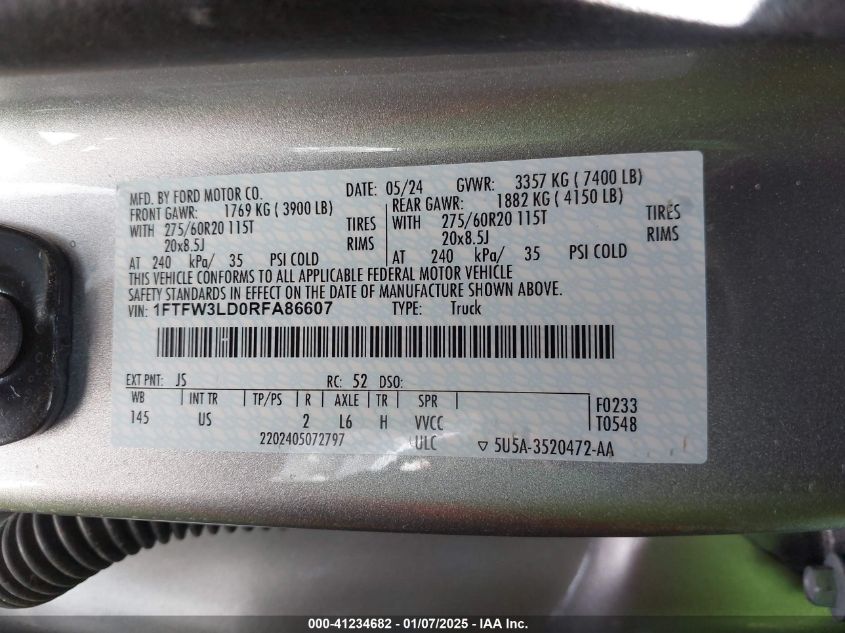 MFD. BY FORD MOTOR CO. DATE: 05/24 GVWR: 3357 KG ( 7400 LB)
FRONT GAWR: 1769 KG ( 3900 LB) REAR GAWR: 1882 KG ( 4150 LB)
WITH 275/60R20 115T TIRES WITH 275/60R20 115T TIRES
20x8.5J RIMS 20x8.5J RIMS
AT 240 kPa/ 35 PSI COLD AT 240 kPa/ 35 PSI COLD
THIS VEHICLE CONFORMS TO ALL APPLICABLE FEDERAL MOTOR VEHICLE
SAFETY STANDARDS IN EFFECT ON THE DATE OF MANUFACTURE SHOWN ABOVE.
VIN: 1FTFW3LD0RFA86607 TYPE: Truck
EXT PNT: JS RC: 52 DSO:
WB INT TR TP/PS R AXLE TR SPR
145 US 2 L6 H VVCC F0233
T0548
2202405072797 ULC ▽ 5U5A-3520472-AA
000-41234682 - 01/07/2025 - IAA Inc.